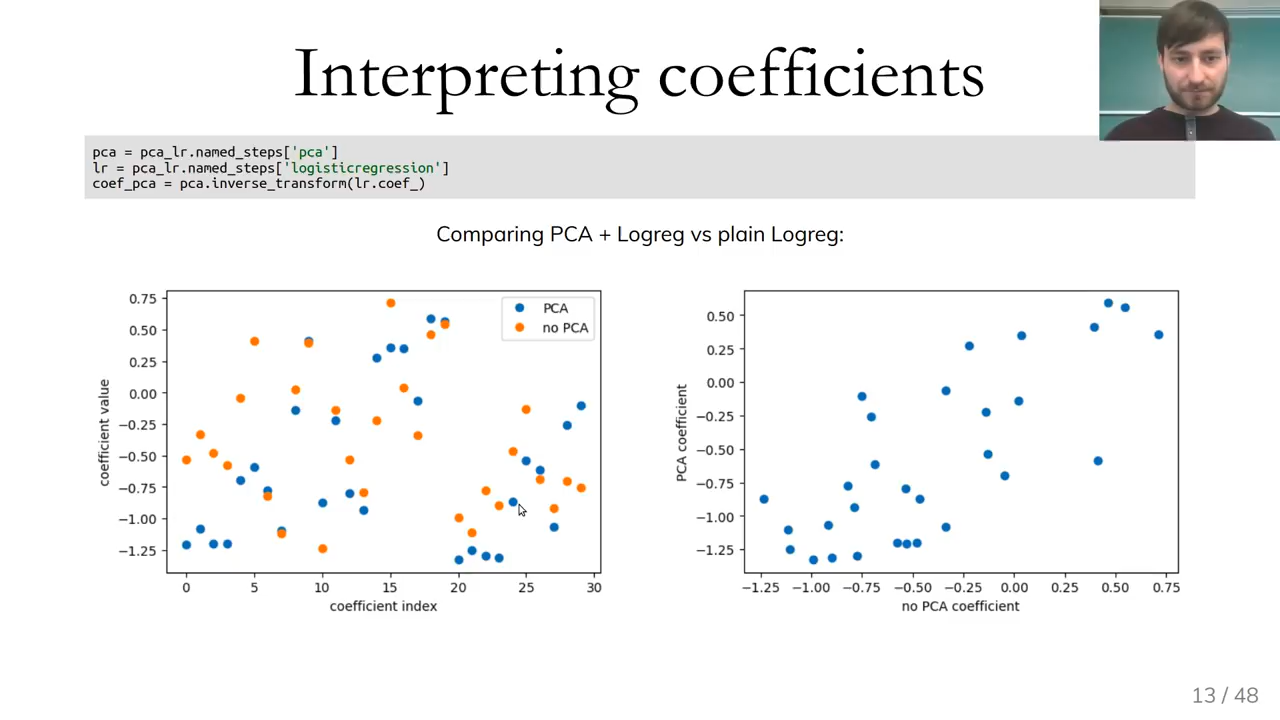 Interpreting coefficients
pca = pca_lr.named_steps['pca']
lr = pca_lr.named_steps['logisticregression']
coef_pca = pca.inverse_transform(lr.coef_)
Comparing PCA + Logreg vs plain Logreg:
0.75
0.50
0.25
0.00
−0.25
−0.50
−0.75
−1.00
−1.25
coefficient value
0 5 10 15 20 25 30
coefficient index
PCA
no PCA
0.50
0.25
0.00
−0.25
−0.50
−0.75
−1.00
−1.25
PCA coefficient
−1.25 −1.00 −0.75 −0.50 −0.25 0.00 0.25 0.50 0.75
no PCA coefficient
13 / 48